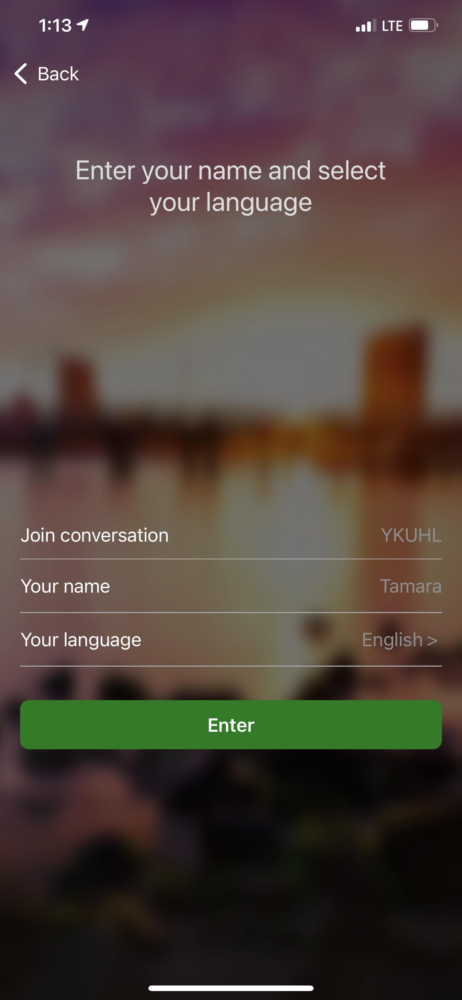 1:13
LTE
Back
Enter your name and select
your language
Join conversation YKUHL
Your name Tamara
Your language English >
Enter